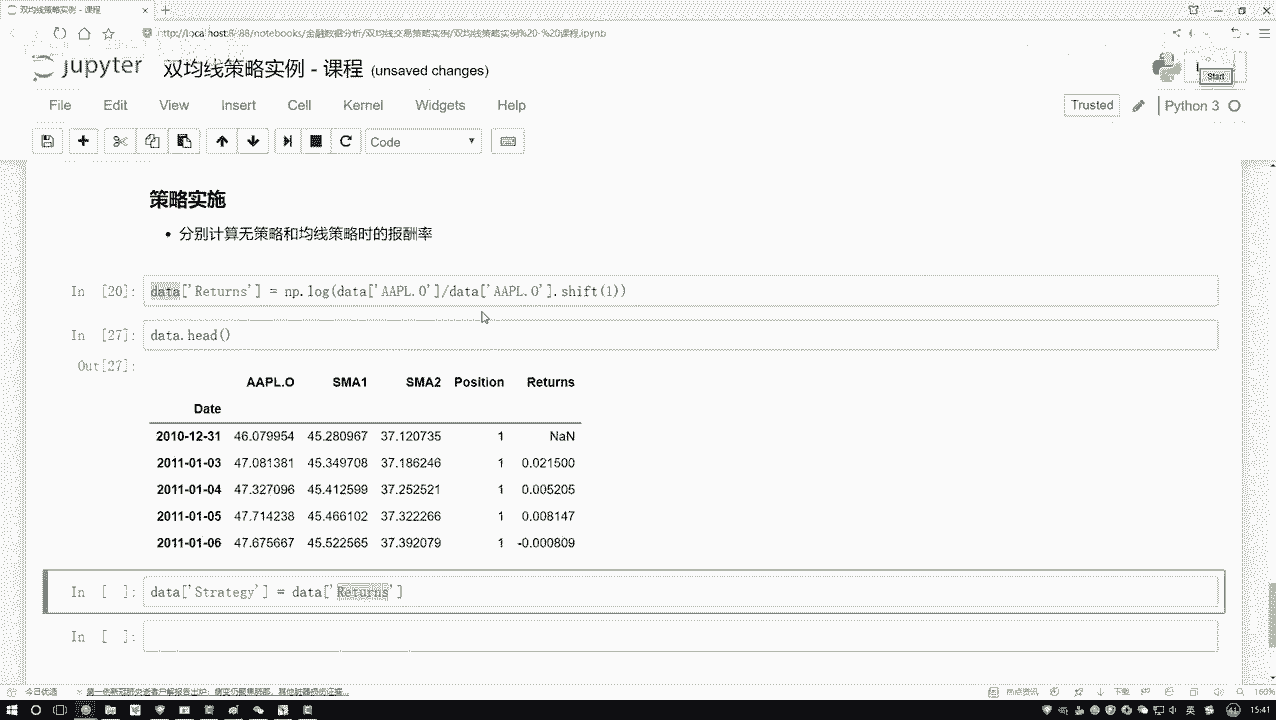 双均线策略实例 - 课程
http://localhost:8888/notebooks/金融数据分析/双均线交易策略实例/双均线策略实例%20-%20课程.ipynb
jupyter 双均线策略实例 - 课程 (unsaved changes)
Start
File Edit View Insert Cell Kernel Widgets Help
Trusted Python 3
Code
策略实施
分别计算无策略和均线策略时的报酬率
In [20]: data['Returns'] = np.log(data['AAPL.O']/data['AAPL.O'].shift(1))
In [27]: data.head()
Out[27]:
AAPL.O SMA1 SMA2 Position Returns
Date
2010-12-31 46.079954 45.280967 37.120735 1 NaN
2011-01-03 47.081381 45.349708 37.186246 1 0.021500
2011-01-04 47.327096 45.412599 37.252521 1 0.005205
2011-01-05 47.714238 45.466102 37.322266 1 0.008147
2011-01-06 47.675667 45.522565 37.392079 1 -0.000809
In [ ]: data['Strategy'] = data['Returns']
In [ ]:
今日优选
热点资讯 下载 160%
英 15:41